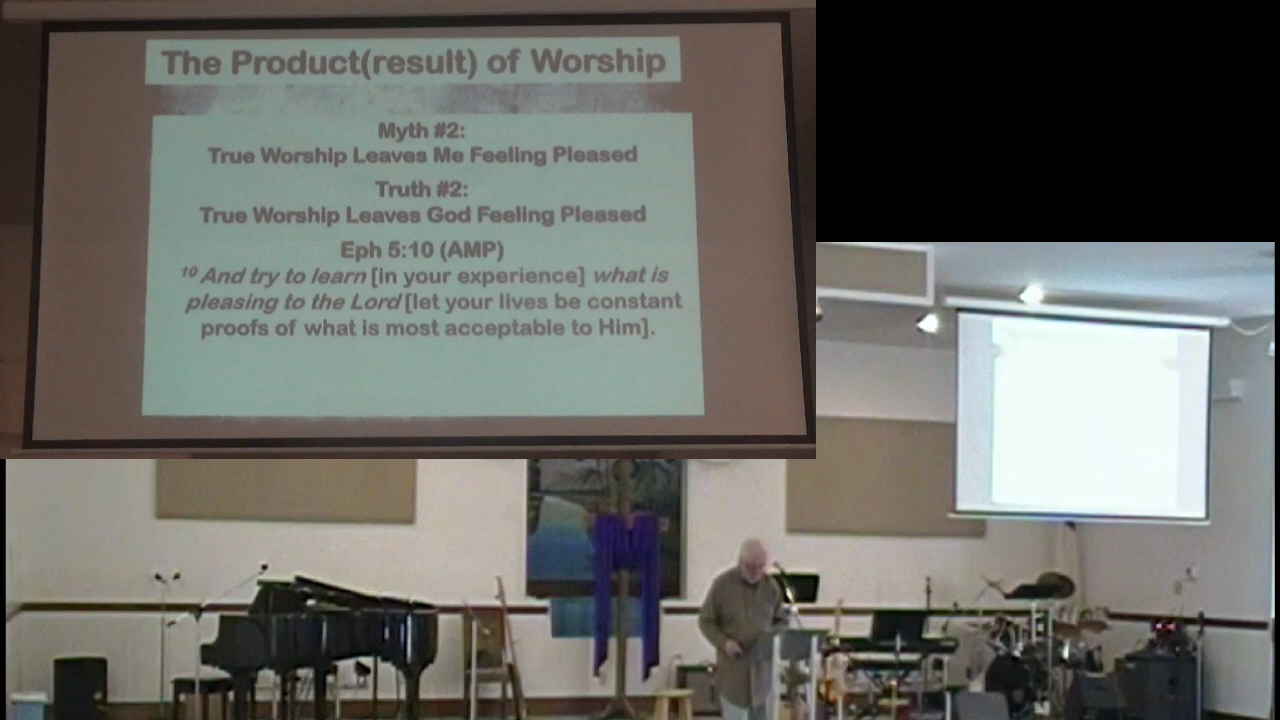 The Product(result) of Worship
Myth #2:
True Worship Leaves Me Feeling Pleased
Truth #2:
True Worship Leaves God Feeling Pleased
Eph 5:10 (AMP)
¹⁰ And try to learn [in your experience] what is
pleasing to the Lord [let your lives be constant
proofs of what is most acceptable to Him].